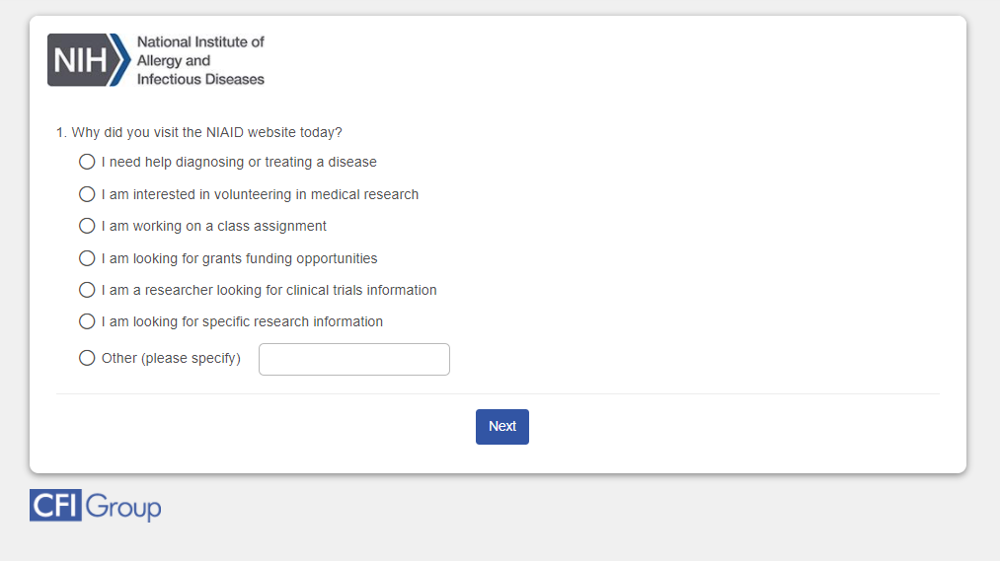 NIH
National Institute of
Allergy and
Infectious Diseases
1. Why did you visit the NIAID website today?
I need help diagnosing or treating a disease
I am interested in volunteering in medical research
I am working on a class assignment
I am looking for grants funding opportunities
I am a researcher looking for clinical trials information
I am looking for specific research information
Other (please specify)
Next
CFI Group